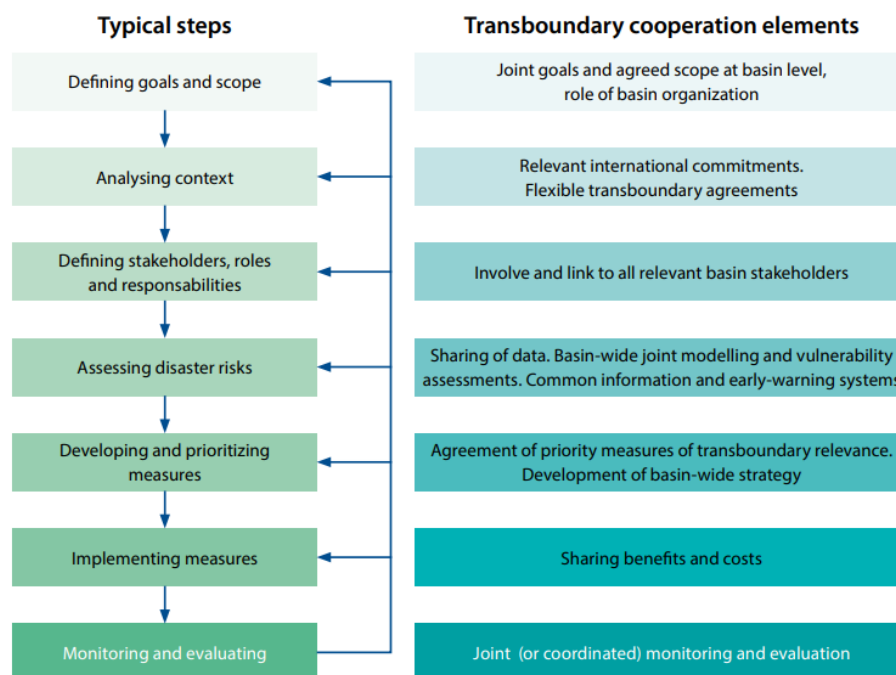 Typical steps
Transboundary cooperation elements
Defining goals and scope
Joint goals and agreed scope at basin level,
role of basin organization
Analysing context
Relevant international commitments.
Flexible transboundary agreements
Defining stakeholders, roles
and responsabilities
Involve and link to all relevant basin stakeholders
Assessing disaster risks
Sharing of data. Basin-wide joint modelling and vulnerability
assessments. Common information and early-warning systems
Developing and prioritizing
measures
Agreement of priority measures of transboundary relevance.
Development of basin-wide strategy
Implementing measures
Sharing benefits and costs
Monitoring and evaluating
Joint (or coordinated) monitoring and evaluation